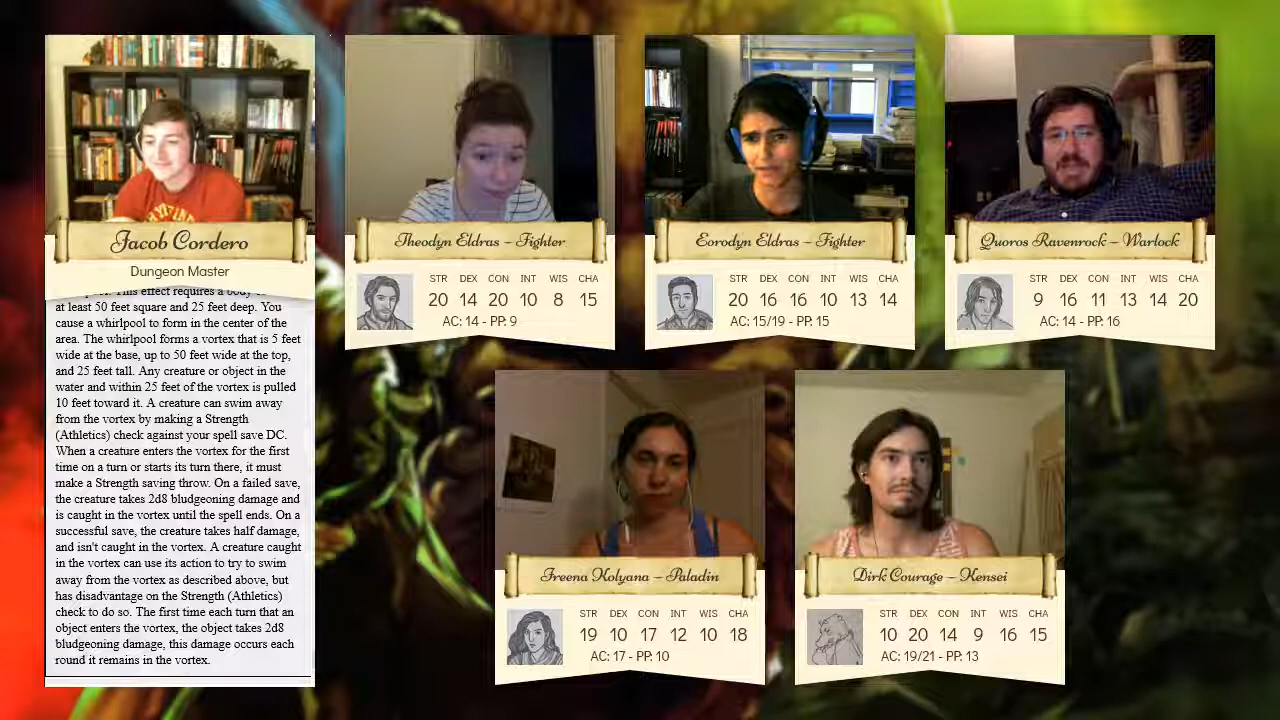 Jacob Cordero
Dungeon Master
This effect requires a body
at least 50 feet square and 25 feet deep. You
cause a whirlpool to form in the center of the
area. The whirlpool forms a vortex that is 5 feet
wide at the base, up to 50 feet wide at the top,
and 25 feet tall. Any creature or object in the
water and within 25 feet of the vortex is pulled
10 feet toward it. A creature can swim away
from the vortex by making a Strength
(Athletics) check against your spell save DC.
When a creature enters the vortex for the first
time on a turn or starts its turn there, it must
make a Strength saving throw. On a failed save,
the creature takes 2d8 bludgeoning damage and
is caught in the vortex until the spell ends. On a
successful save, the creature takes half damage,
and isn't caught in the vortex. A creature caught
in the vortex can use its action to try to swim
away from the vortex as described above, but
has disadvantage on the Strength (Athletics)
check to do so. The first time each turn that an
object enters the vortex, the object takes 2d8
bludgeoning damage, this damage occurs each
round it remains in the vortex.
Theodyn Eldras – Fighter
STR DEX CON INT WIS CHA
20 14 20 10 8 15
AC: 14 - PP: 9
Eorodyn Eldras – Fighter
STR DEX CON INT WIS CHA
20 16 16 10 13 14
AC: 15/19 - PP: 15
Quoros Ravenrock – Warlock
STR DEX CON INT WIS CHA
9 16 11 13 14 20
AC: 14 - PP: 16
Freena Kolyana – Paladin
STR DEX CON INT WIS CHA
19 10 17 12 10 18
AC: 17 - PP: 10
Dirk Courage – Kensei
STR DEX CON INT WIS CHA
10 20 14 9 16 15
AC: 19/21 - PP: 13